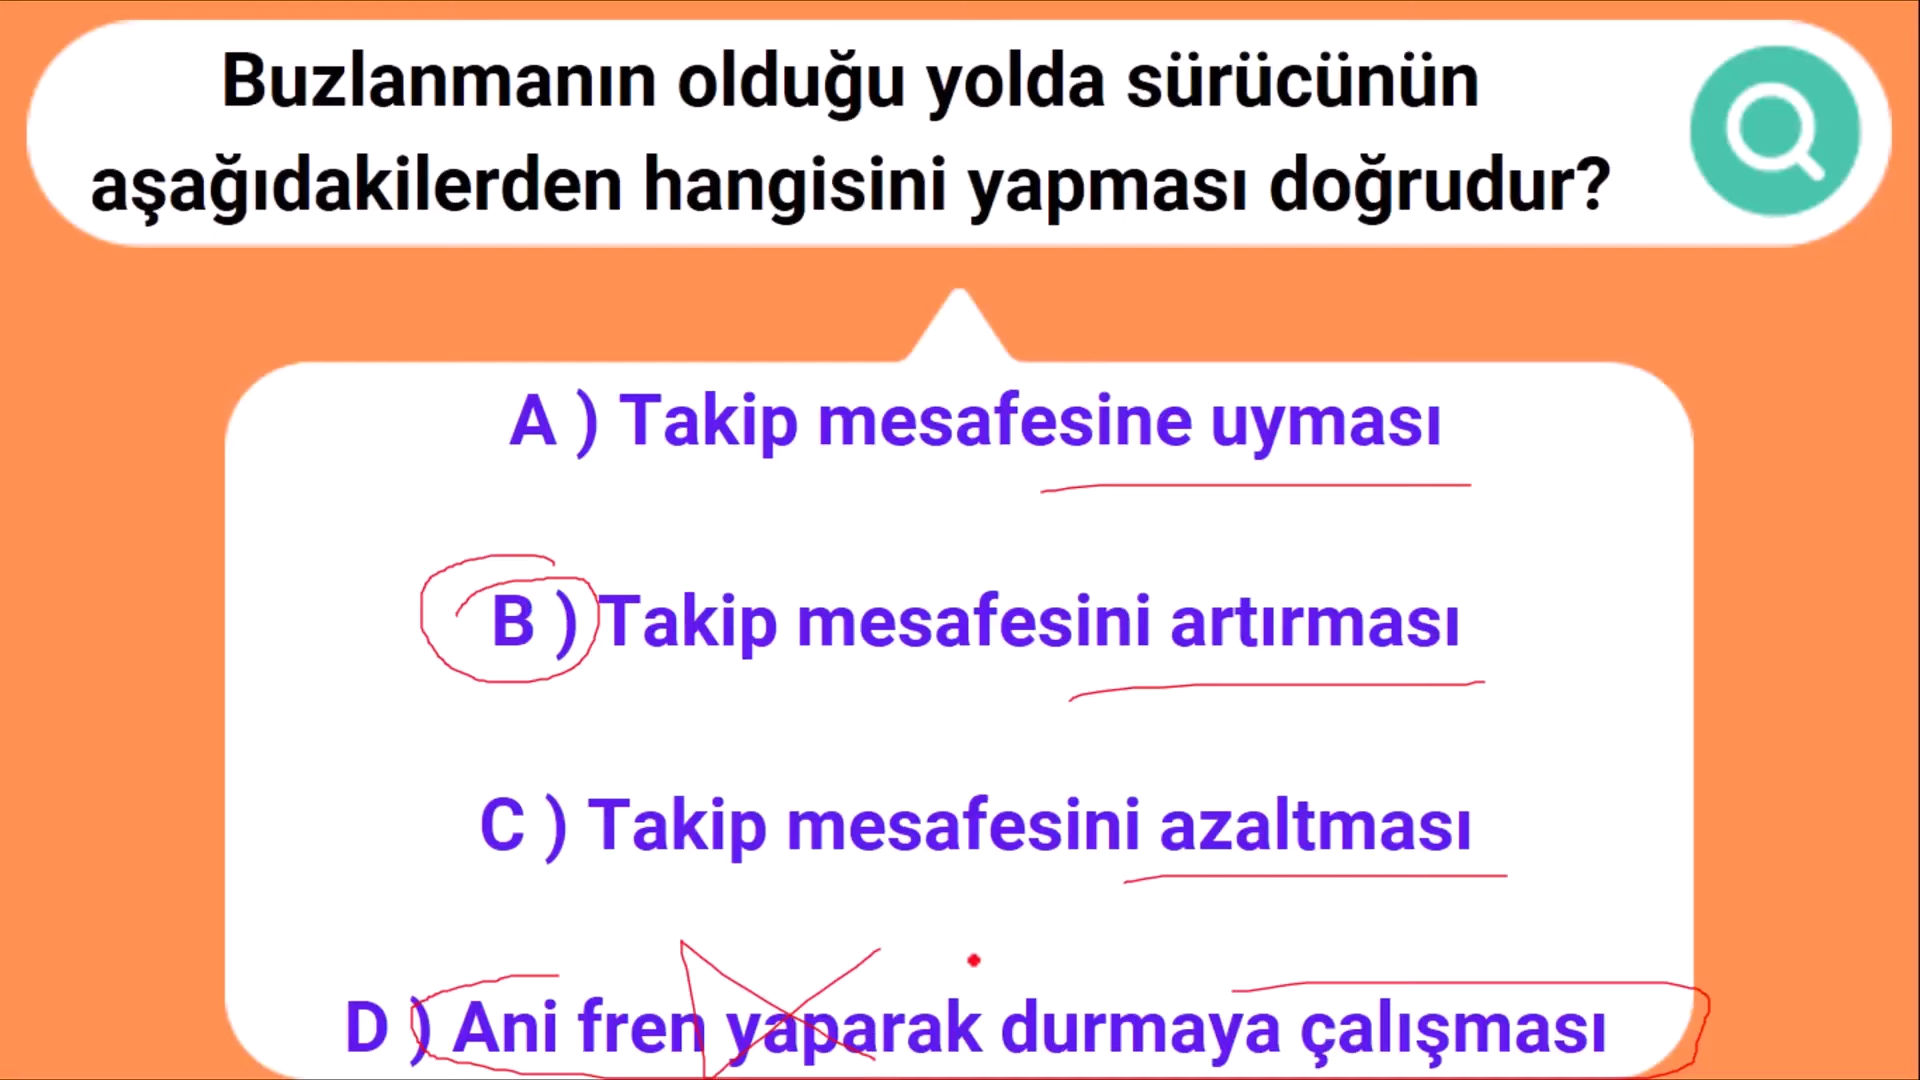 Buzlanmanın olduğu yolda sürücünün
aşağıdakilerden hangisini yapması doğrudur?
A ) Takip mesafesine uyması
B ) Takip mesafesini artırması
C ) Takip mesafesini azaltması
D ) Ani fren yaparak durmaya çalışması